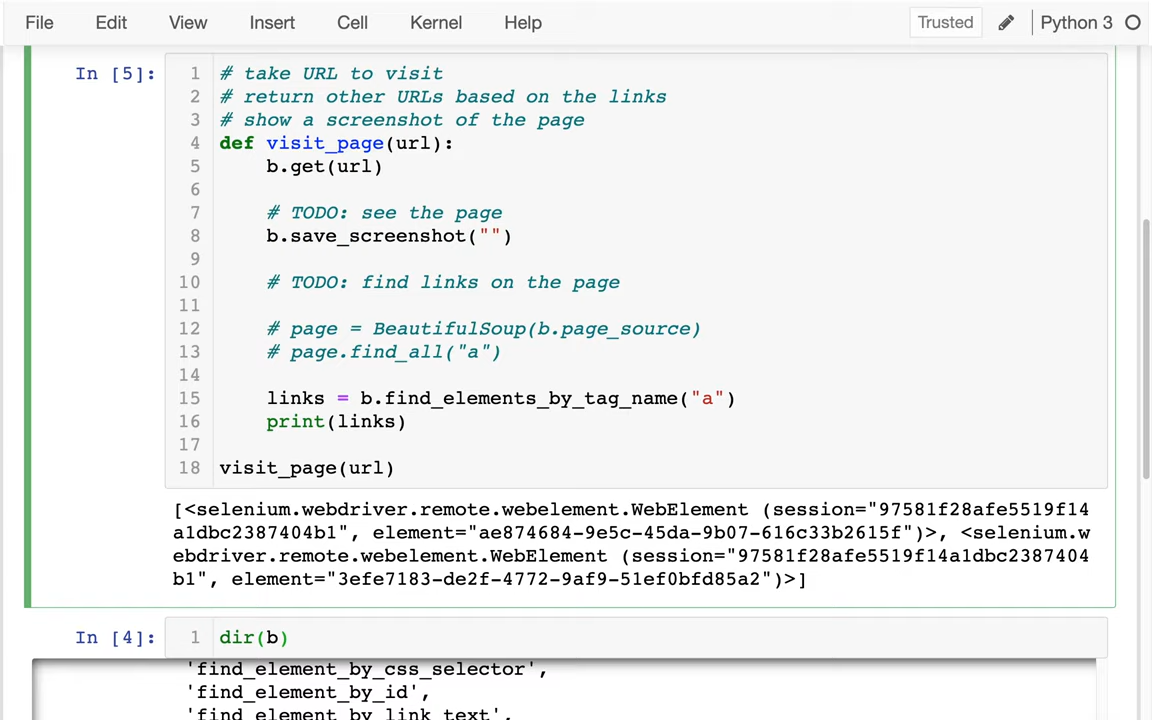 File Edit View Insert Cell Kernel Help Trusted Python 3
In [5]:
1 # take URL to visit
2 # return other URLs based on the links
3 # show a screenshot of the page
4 def visit_page(url):
5 b.get(url)
6
7 # TODO: see the page
8 b.save_screenshot("")
9
10 # TODO: find links on the page
11
12 # page = BeautifulSoup(b.page_source)
13 # page.find_all("a")
14
15 links = b.find_elements_by_tag_name("a")
16 print(links)
17
18 visit_page(url)
[<selenium.webdriver.remote.webelement.WebElement (session="97581f28afe5519f14
a1dbc2387404b1", element="ae874684-9e5c-45da-9b07-616c33b2615f")>, <selenium.w
ebdriver.remote.webelement.WebElement (session="97581f28afe5519f14a1dbc2387404
b1", element="3efe7183-de2f-4772-9af9-51ef0bfd85a2")>]
In [4]: 1 dir(b)
'find_element_by_css_selector',
'find_element_by_id',
'find_element_by_link_text',